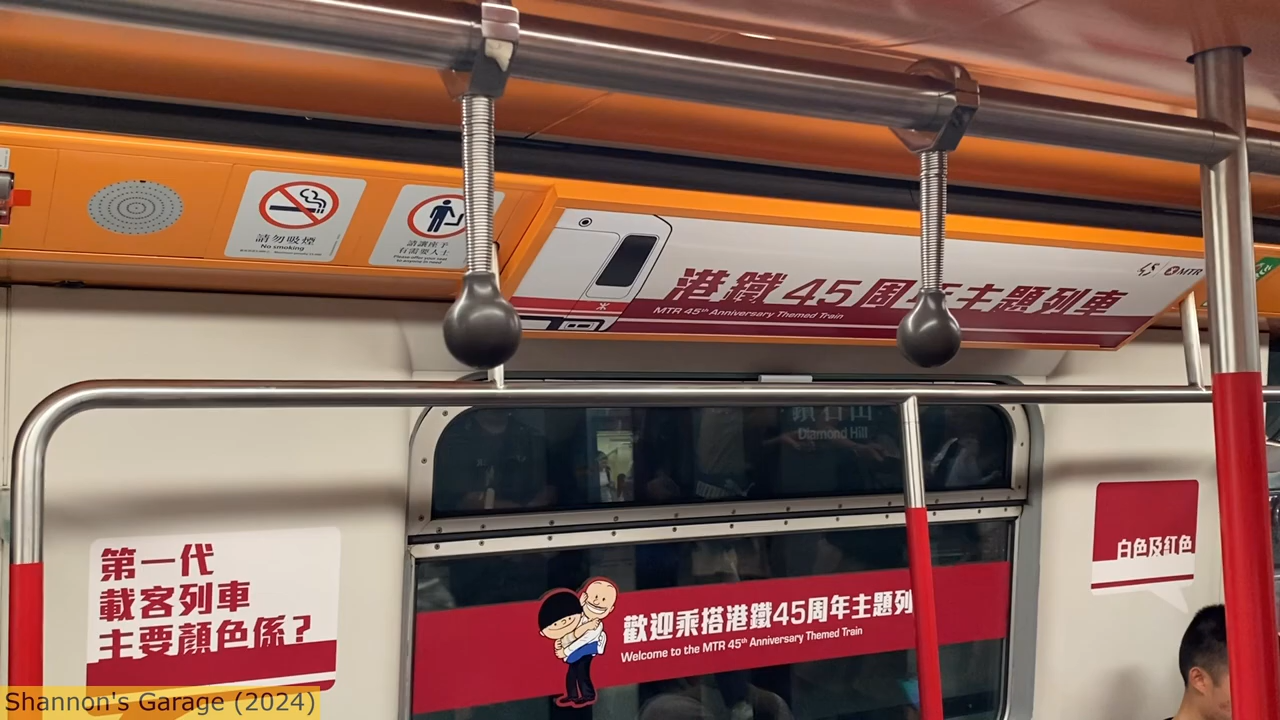 請勿吸煙
No smoking
請讓座予
有需要人士
Please offer your seat
to anyone in need
港鐵45周年主題列車
MTR 45th Anniversary Themed Train
MTR
鑽石山
Diamond Hill
第一代
載客列車
主要顏色係？
歡迎乘搭港鐵45周年主題列
Welcome to the MTR 45th Anniversary Themed Train
白色及紅色
Shannon's Garage (2024)